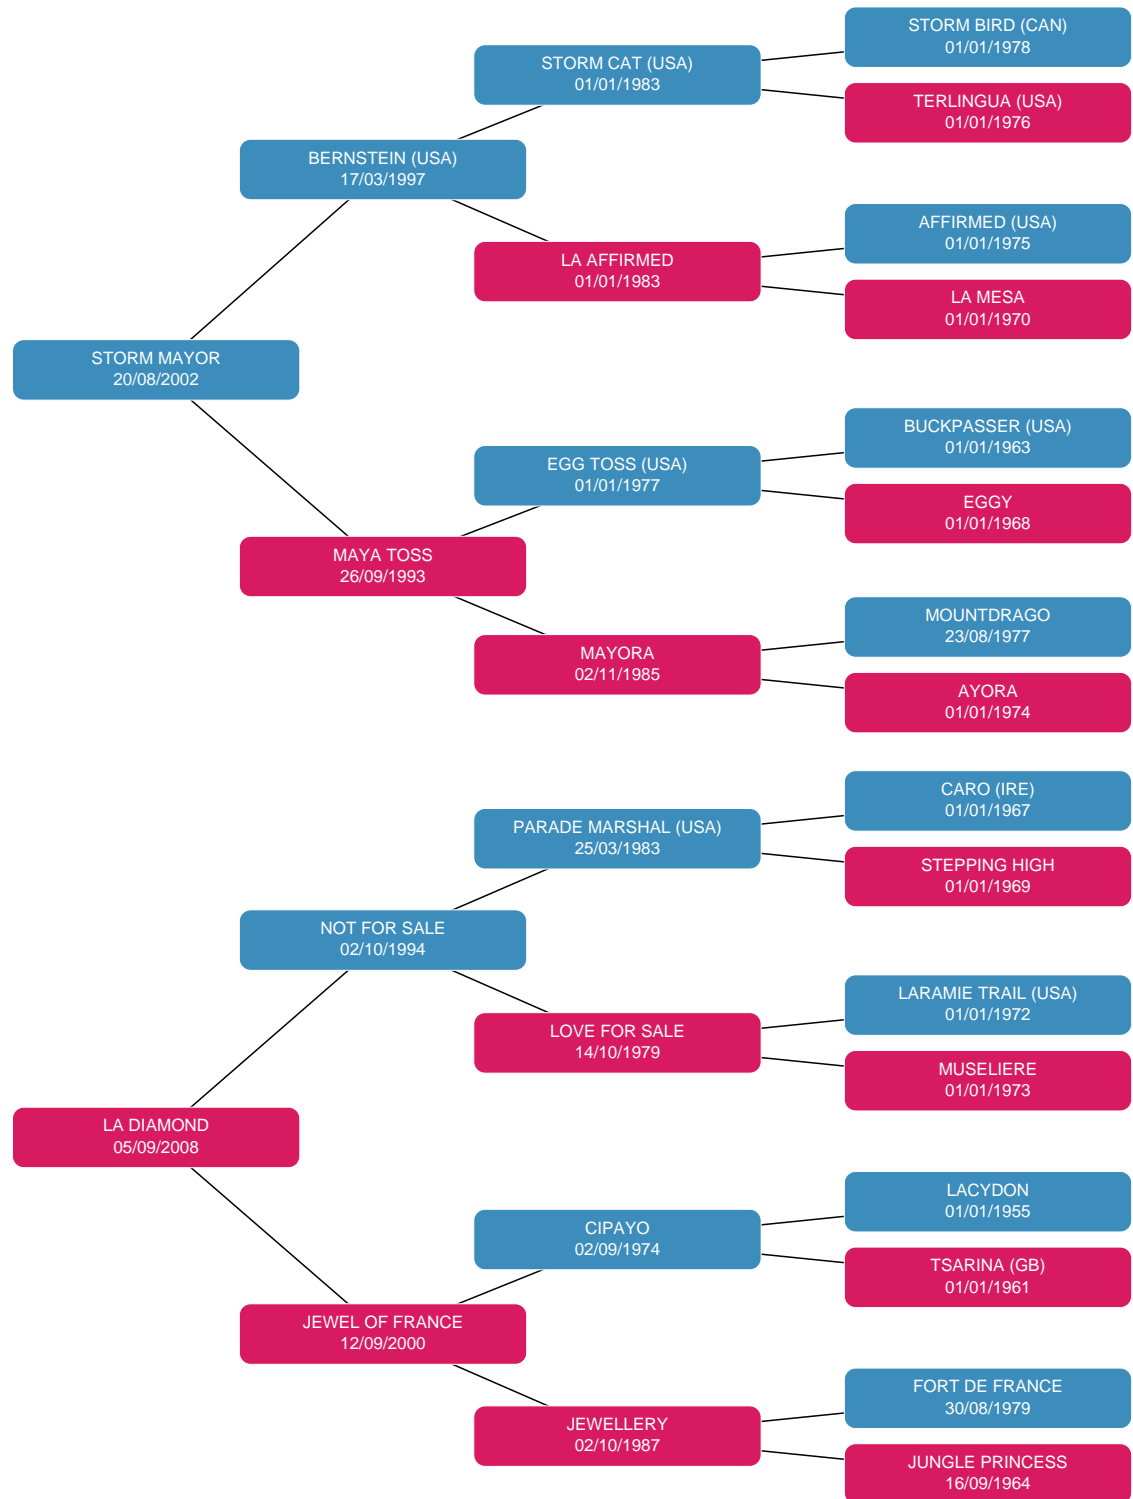 STORM BIRD (CAN)
01/01/1978
STORM CAT (USA)
01/01/1983
TERLINGUA (USA)
01/01/1976
BERNSTEIN (USA)
17/03/1997
AFFIRMED (USA)
01/01/1975
LA AFFIRMED
01/01/1983
LA MESA
01/01/1970
STORM MAYOR
20/08/2002
BUCKPASSER (USA)
01/01/1963
EGG TOSS (USA)
01/01/1977
EGGY
01/01/1968
MAYA TOSS
26/09/1993
MOUNTDRAGO
23/08/1977
MAYORA
02/11/1985
AYORA
01/01/1974
CARO (IRE)
01/01/1967
PARADE MARSHAL (USA)
25/03/1983
STEPPING HIGH
01/01/1969
NOT FOR SALE
02/10/1994
LARAMIE TRAIL (USA)
01/01/1972
LOVE FOR SALE
14/10/1979
MUSELIERE
01/01/1973
LA DIAMOND
05/09/2008
LACYDON
01/01/1955
CIPAYO
02/09/1974
TSARINA (GB)
01/01/1961
JEWEL OF FRANCE
12/09/2000
FORT DE FRANCE
30/08/1979
JEWELLERY
02/10/1987
JUNGLE PRINCESS
16/09/1964